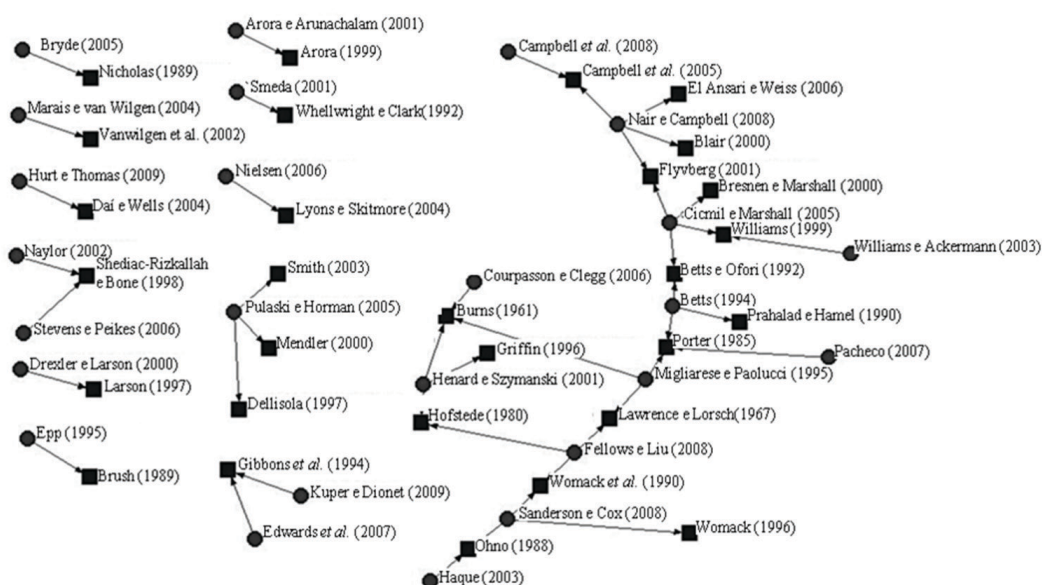 Bryde (2005)
Nicholas (1989)
Marais e van Wilgen (2004)
Vanwilgen et al. (2002)
Hurt e Thomas (2009)
Daí e Wells (2004)
Naylor (2002)
Shediac-Rizkallah
e Bone (1998)
Stevens e Peikes (2006)
Drexler e Larson (2000)
Larson (1997)
Epp (1995)
Brush (1989)
Arora e Arunachalam (2001)
Arora (1999)
Smeda (2001)
Whellwright e Clark(1992)
Nielsen (2006)
Lyons e Skitmore (2004)
Smith (2003)
Pulaski e Horman (2005)
Mendler (2000)
Dellisola (1997)
Gibbons et al. (1994)
Kuper e Dionet (2009)
Edwards et al. (2007)
Campbell et al. (2008)
Campbell et al. (2005)
El Ansari e Weiss (2006)
Nair e Campbell (2008)
Blair (2000)
Flyvberg (2001)
Bresnen e Marshall (2000)
Cicmil e Marshall (2005)
Williams (1999)
Williams e Ackermann (2003)
Betts e Ofori (1992)
Courpasson e Clegg (2006)
Betts (1994)
Burns (1961)
Prahalad e Hamel (1990)
Porter (1985)
Griffin (1996)
Pacheco (2007)
Henard e Szymanski (2001)
Migliarese e Paolucci (1995)
Hofstede (1980)
Lawrence e Lorsch(1967)
Fellows e Liu (2008)
Womack et al. (1990)
Sanderson e Cox (2008)
Womack (1996)
Ohno (1988)
Haque (2003)